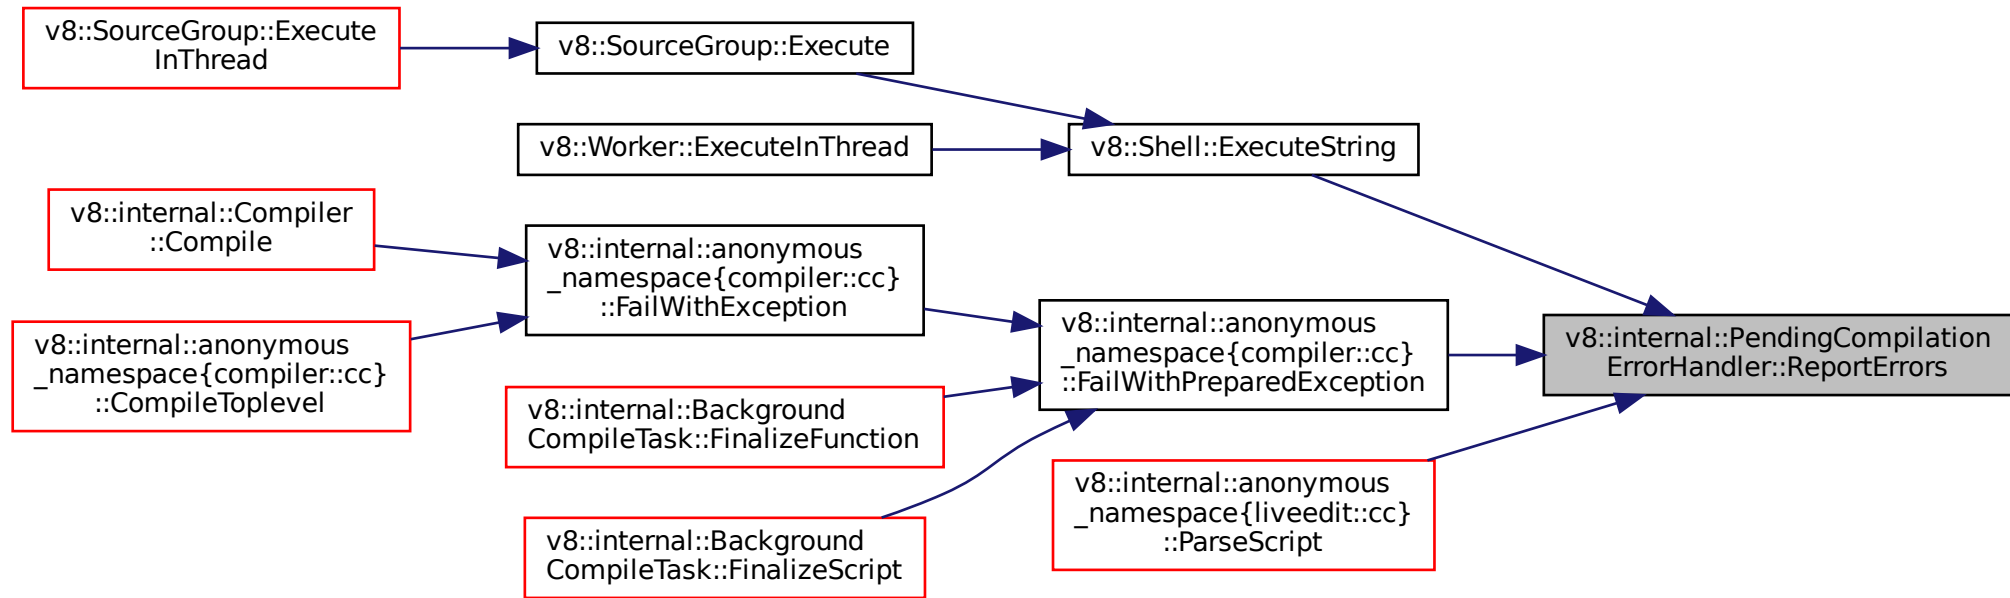 v8::SourceGroup::Execute
InThread
v8::SourceGroup::Execute
v8::Worker::ExecuteInThread
v8::Shell::ExecuteString
v8::internal::Compiler
::Compile
v8::internal::anonymous
_namespace{compiler::cc}
::FailWithException
v8::internal::anonymous
_namespace{compiler::cc}
::CompileToplevel
v8::internal::anonymous
_namespace{compiler::cc}
::FailWithPreparedException
v8::internal::PendingCompilation
ErrorHandler::ReportErrors
v8::internal::Background
CompileTask::FinalizeFunction
v8::internal::anonymous
_namespace{liveedit::cc}
::ParseScript
v8::internal::Background
CompileTask::FinalizeScript